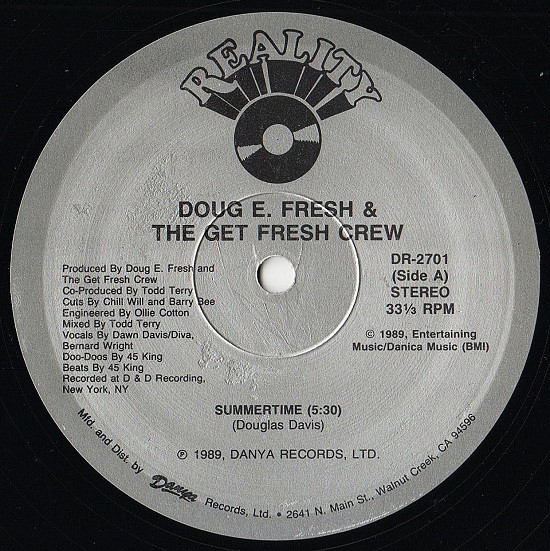 REALITY
DOUG E. FRESH &
THE GET FRESH CREW
Produced By Doug E. Fresh and
The Get Fresh Crew
Co-Produced By Todd Terry
Cuts By Chill Will and Barry Bee
Engineered By Ollie Cotton
Mixed By Todd Terry
Vocals By Dawn Davis/Diva,
Bernard Wright
Doo-Doos By 45 King
Beats By 45 King
Recorded at D & D Recording,
New York, NY
DR-2701
(Side A)
STEREO
33⅓ RPM
© 1989, Entertaining
Music/Danica Music (BMI)
SUMMERTIME (5:30)
(Douglas Davis)
℗ 1989, DANYA RECORDS, LTD.
Mfd. and Dist. by Danya Records, Ltd. • 2641 N. Main St., Walnut Creek, CA 94596